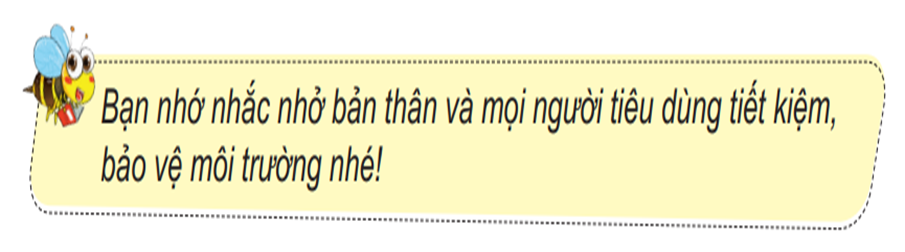 Bạn nhớ nhắc nhở bản thân và mọi người tiêu dùng tiết kiệm,
bảo vệ môi trường nhé!